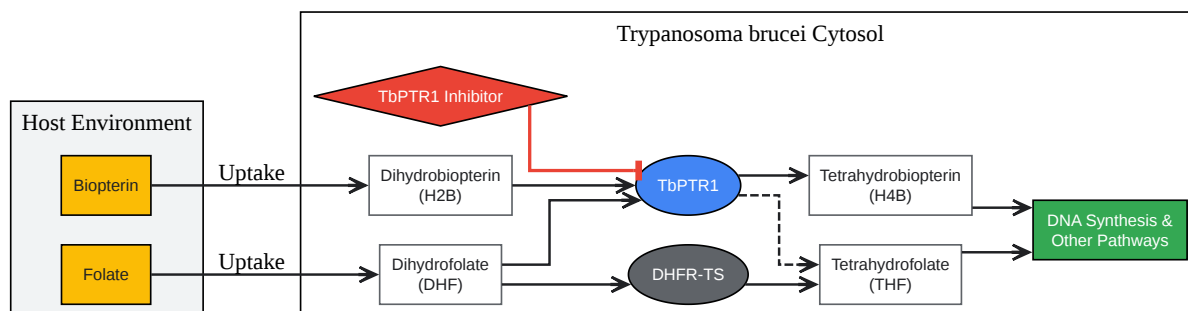 Trypanosoma brucei Cytosol
TbPTR1 Inhibitor
Host Environment
Biopterin
Uptake
Dihydrobiopterin
(H2B)
TbPTR1
Tetrahydrobiopterin
(H4B)
DNA Synthesis &
Other Pathways
Folate
Uptake
Dihydrofolate
(DHF)
DHFR-TS
Tetrahydrofolate
(THF)